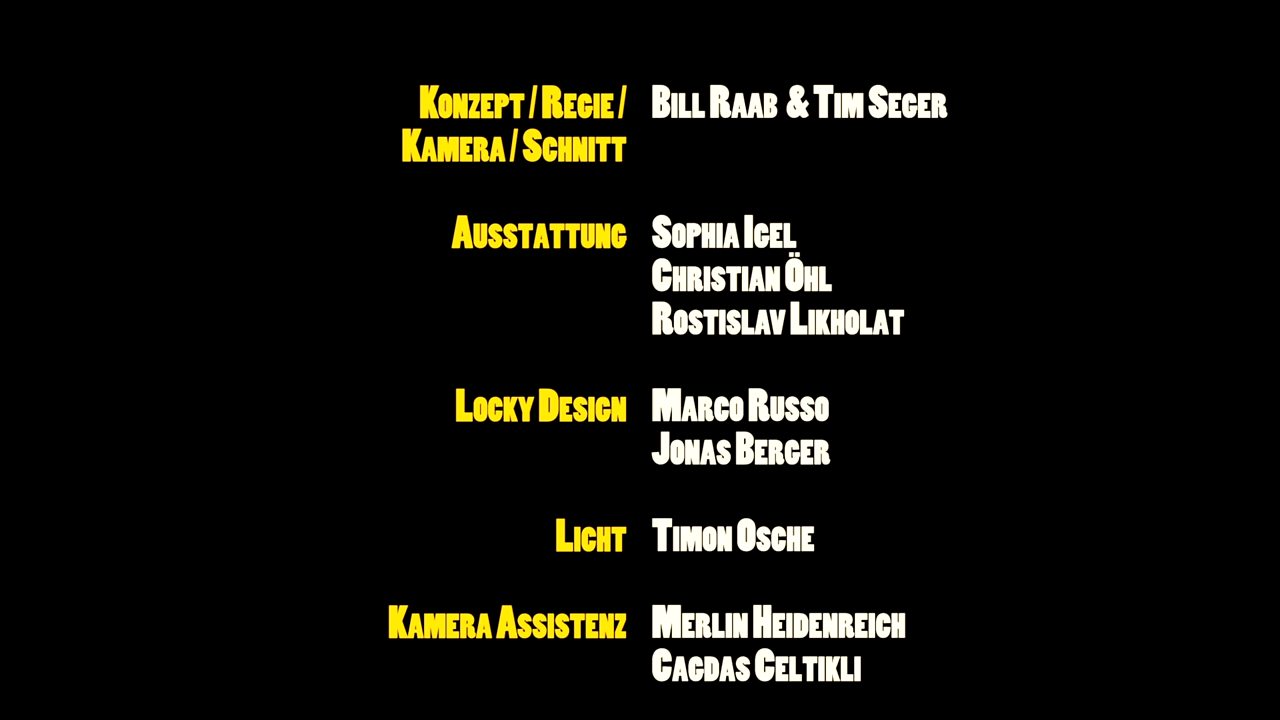 Konzept / Regie / Bill Raab & Tim Seger
Kamera / Schnitt
Ausstattung Sophia Igel
Christian Öhl
Rostislav Likholat
Locky Design Marco Russo
Jonas Berger
Licht Timon Osche
Kamera Assistenz Merlin Heidenreich
Cagdas Celtikli